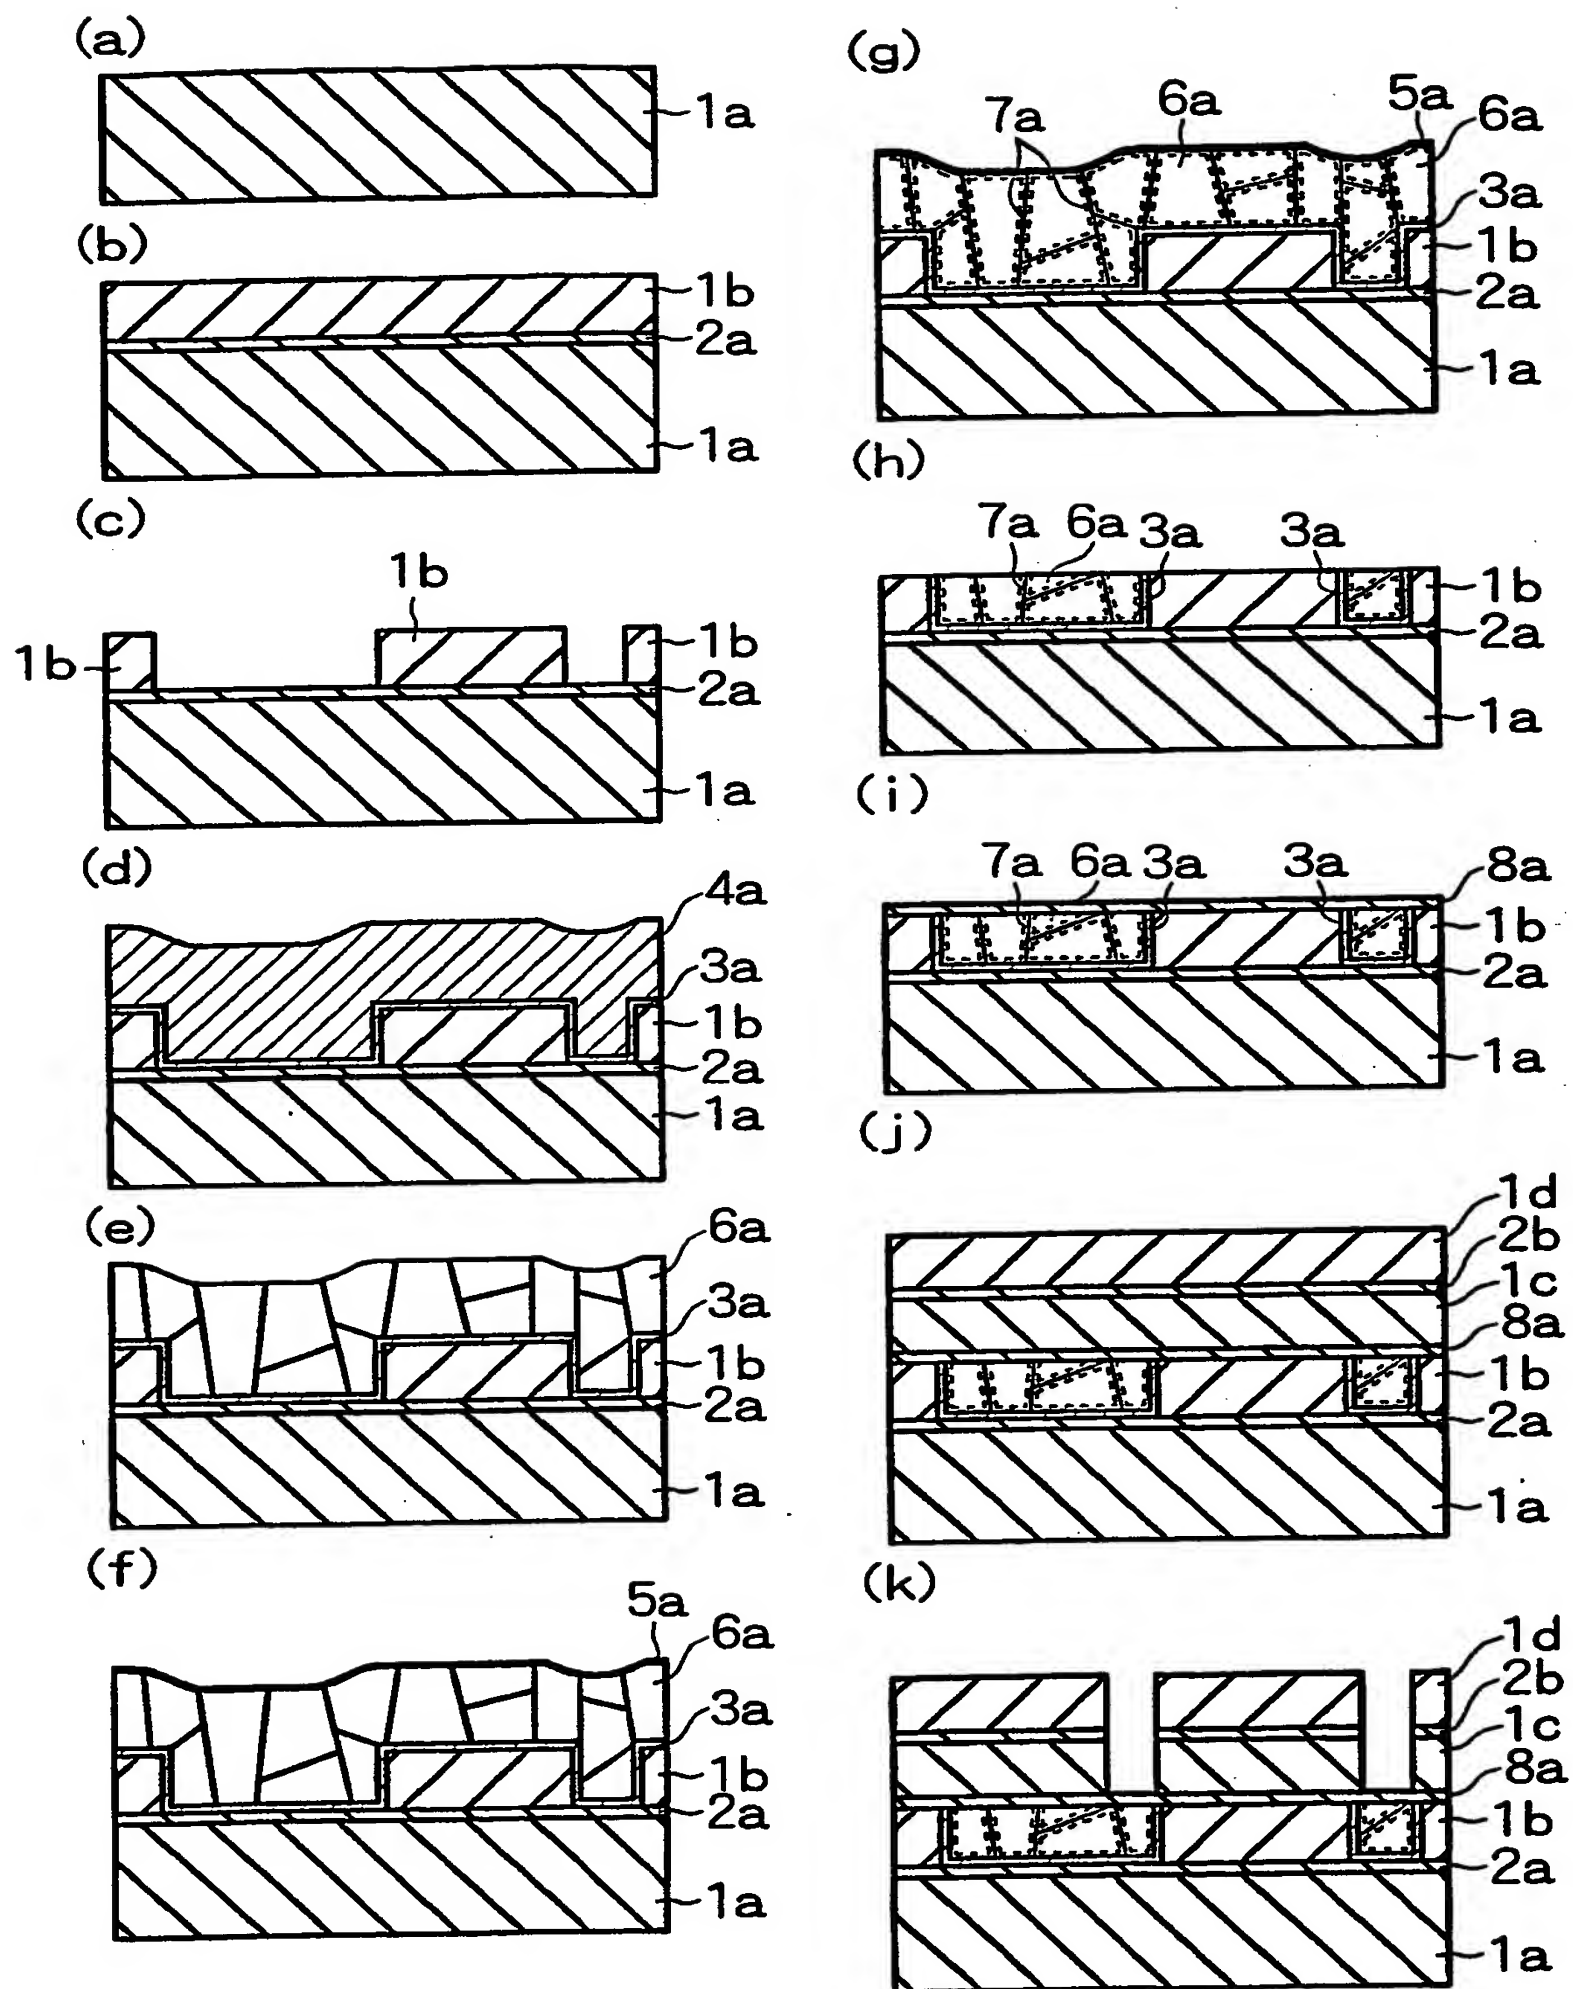 (a)
1a
(b)
1b
2a
1a
(c)
1b
1b
1b
2a
1a
(d)
4a
3a
1b
2a
1a
(e)
6a
3a
1b
2a
1a
(f)
5a
6a
3a
1b
2a
1a
(g)
7a 6a 5a
6a
3a
1b
2a
1a
(h)
7a 6a 3a 3a
1b
2a
1a
(i)
7a 6a 3a 3a 8a
1b
2a
1a
(j)
1d
2b
1c
8a
1b
2a
1a
(k)
1d
2b
1c
8a
1b
2a
1a